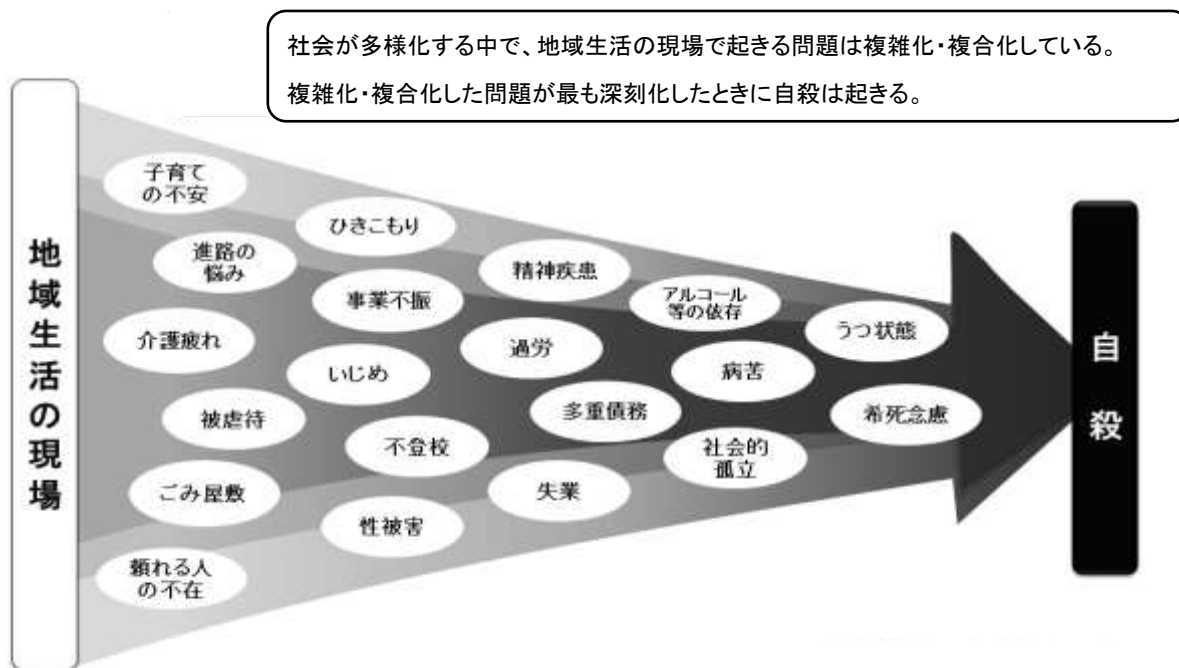 社会が多様化する中で、地域生活の現場で起きる問題は複雑化・複合化している。
複雑化・複合化した問題が最も深刻化したときに自殺は起きる。
地域生活の現場
子育て
の不安
進路の
悩み
介護疲れ
被虐待
ごみ屋敷
頼れる人
の不在
ひきこもり
事業不振
いじめ
不登校
性被害
精神疾患
過労
多重債務
失業
アルコール
等の依存
病苦
社会的
孤立
うつ状態
希死念慮
自殺